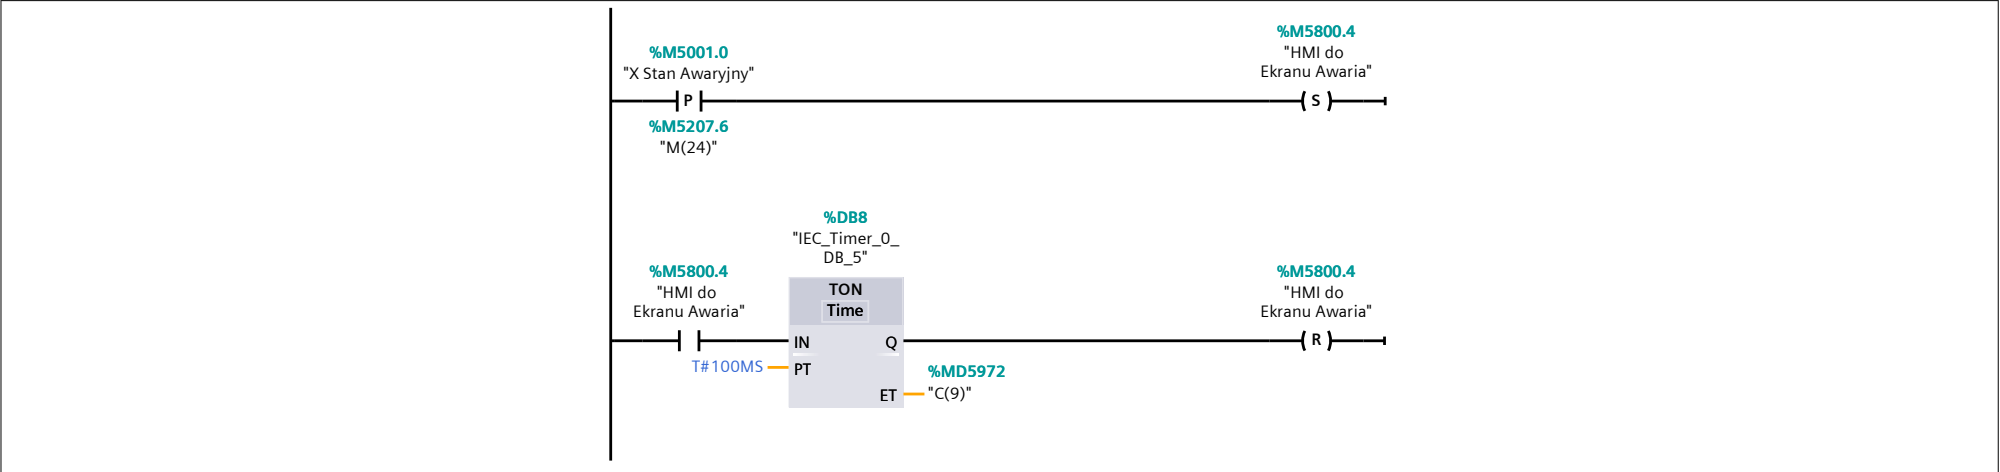 %M5800.4
"HMI do
Ekranu Awaria"
%M5001.0
"X Stan Awaryjny"
P
S
%M5207.6
"M(24)"
%DB8
"IEC_Timer_0_
DB_5"
%M5800.4
"HMI do
Ekranu Awaria"
TON
Time
%M5800.4
"HMI do
Ekranu Awaria"
IN
Q
R
T#100MS
PT
%MD5972
ET
"C(9)"